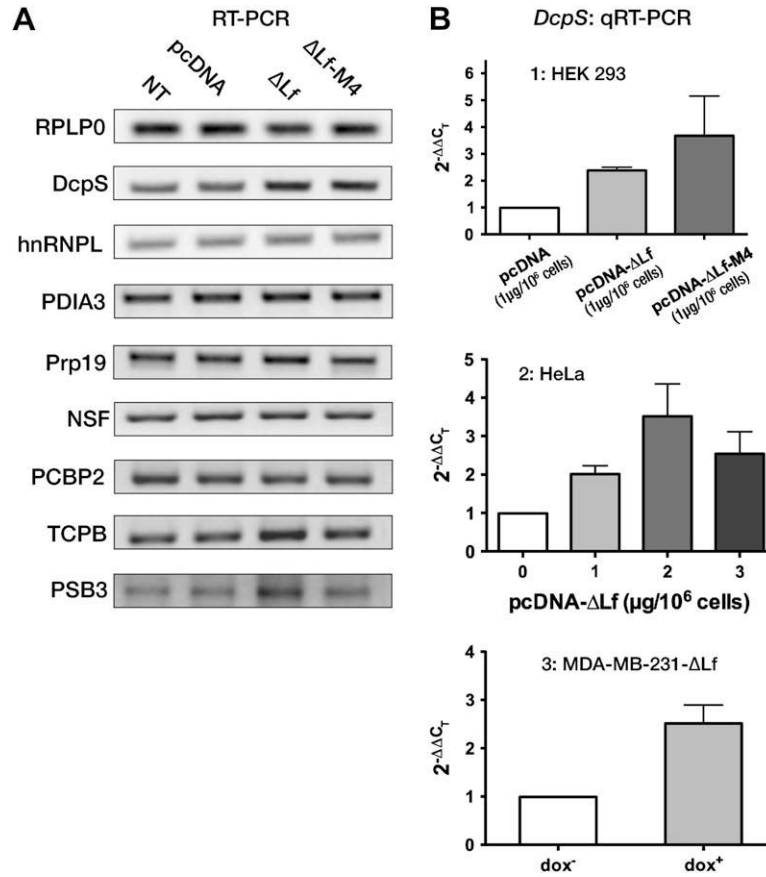 A
RT-PCR
NT
pcDNA
ΔLf
ΔLf-M4
RPLP0
DcpS
hnRNPL
PDIA3
Prp19
NSF
PCBP2
TCPB
PSB3
B
DcpS: qRT-PCR
1: HEK 293
2^-ΔΔC_T
6
5
4
3
2
1
0
pcDNA
(1µg/10⁶ cells)
pcDNA-ΔLf
(1µg/10⁶ cells)
pcDNA-ΔLf-M4
(1µg/10⁶ cells)
2: HeLa
2^-ΔΔC_T
5
4
3
2
1
0
0 1 2 3
pcDNA-ΔLf (µg/10⁶ cells)
3: MDA-MB-231-ΔLf
2^-ΔΔC_T
4
3
2
1
0
dox⁻ dox⁺